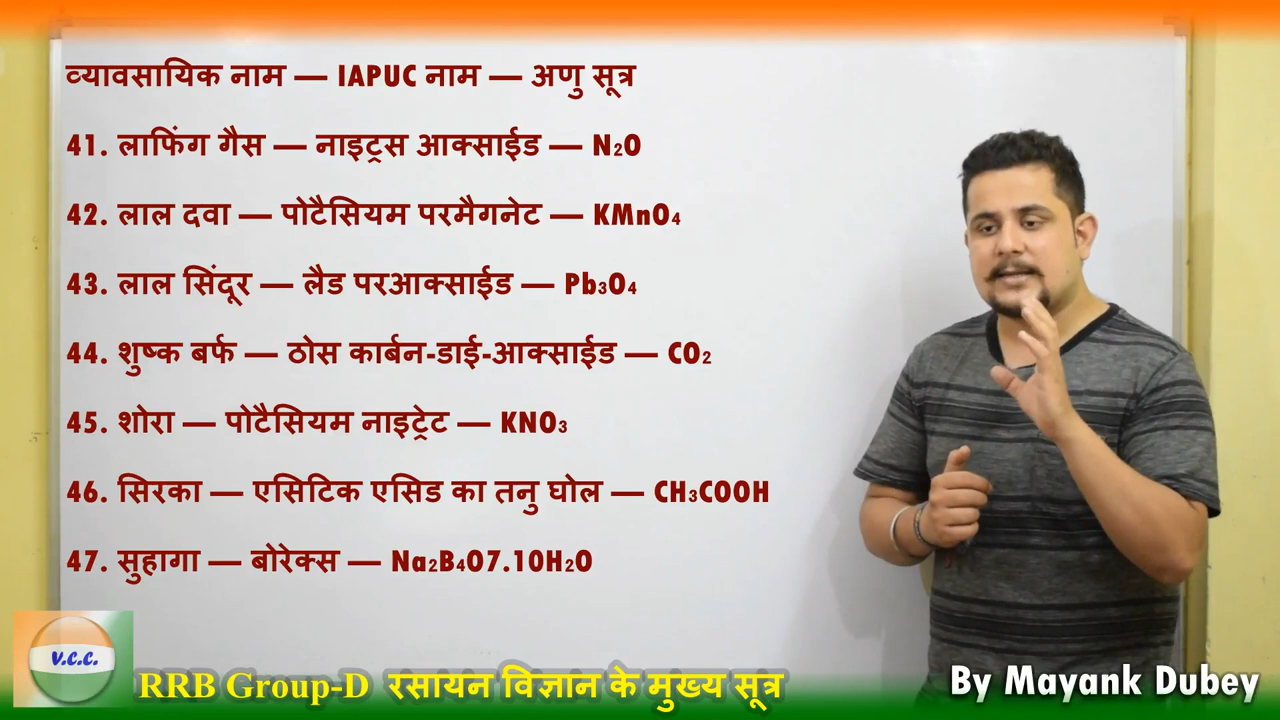 व्यावसायिक नाम — IAPUC नाम — अणु सूत्र
41. लाफिंग गैस — नाइट्रस आक्साईड — N₂O
42. लाल दवा — पोटैसियम परमैगनेट — KMnO₄
43. लाल सिंदूर — लैड परआक्साईड — Pb₃O₄
44. शुष्क बर्फ — ठोस कार्बन-डाई-आक्साईड — CO₂
45. शोरा — पोटैसियम नाइट्रेट — KNO₃
46. सिरका — एसिटिक एसिड का तनु घोल — CH₃COOH
47. सुहागा — बोरेक्स — Na₂B₄O7.10H₂O
V.C.C.
RRB Group-D रसायन विज्ञान के मुख्य सूत्र
By Mayank Dubey